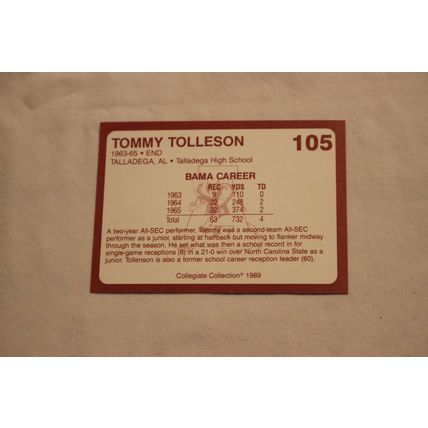 TOMMY TOLLESON 105
1963-65 • END
TALLADEGA, AL • Talladega High School
BAMA CAREER
REC YDS TD
1963 9 110 0
1964 22 248 2
1965 32 374 2
Total 63 732 4
A two-year All-SEC performer, Tommy was a second-team All-SEC
performer as a junior, starting at halfback but moving to flanker midway
through the season. He set what was then a school record in for
single-game receptions (8) in a 21-0 win over North Carolina State as a
junior. Tollenson is also a former school career reception leader (60).
Collegiate Collection® 1989